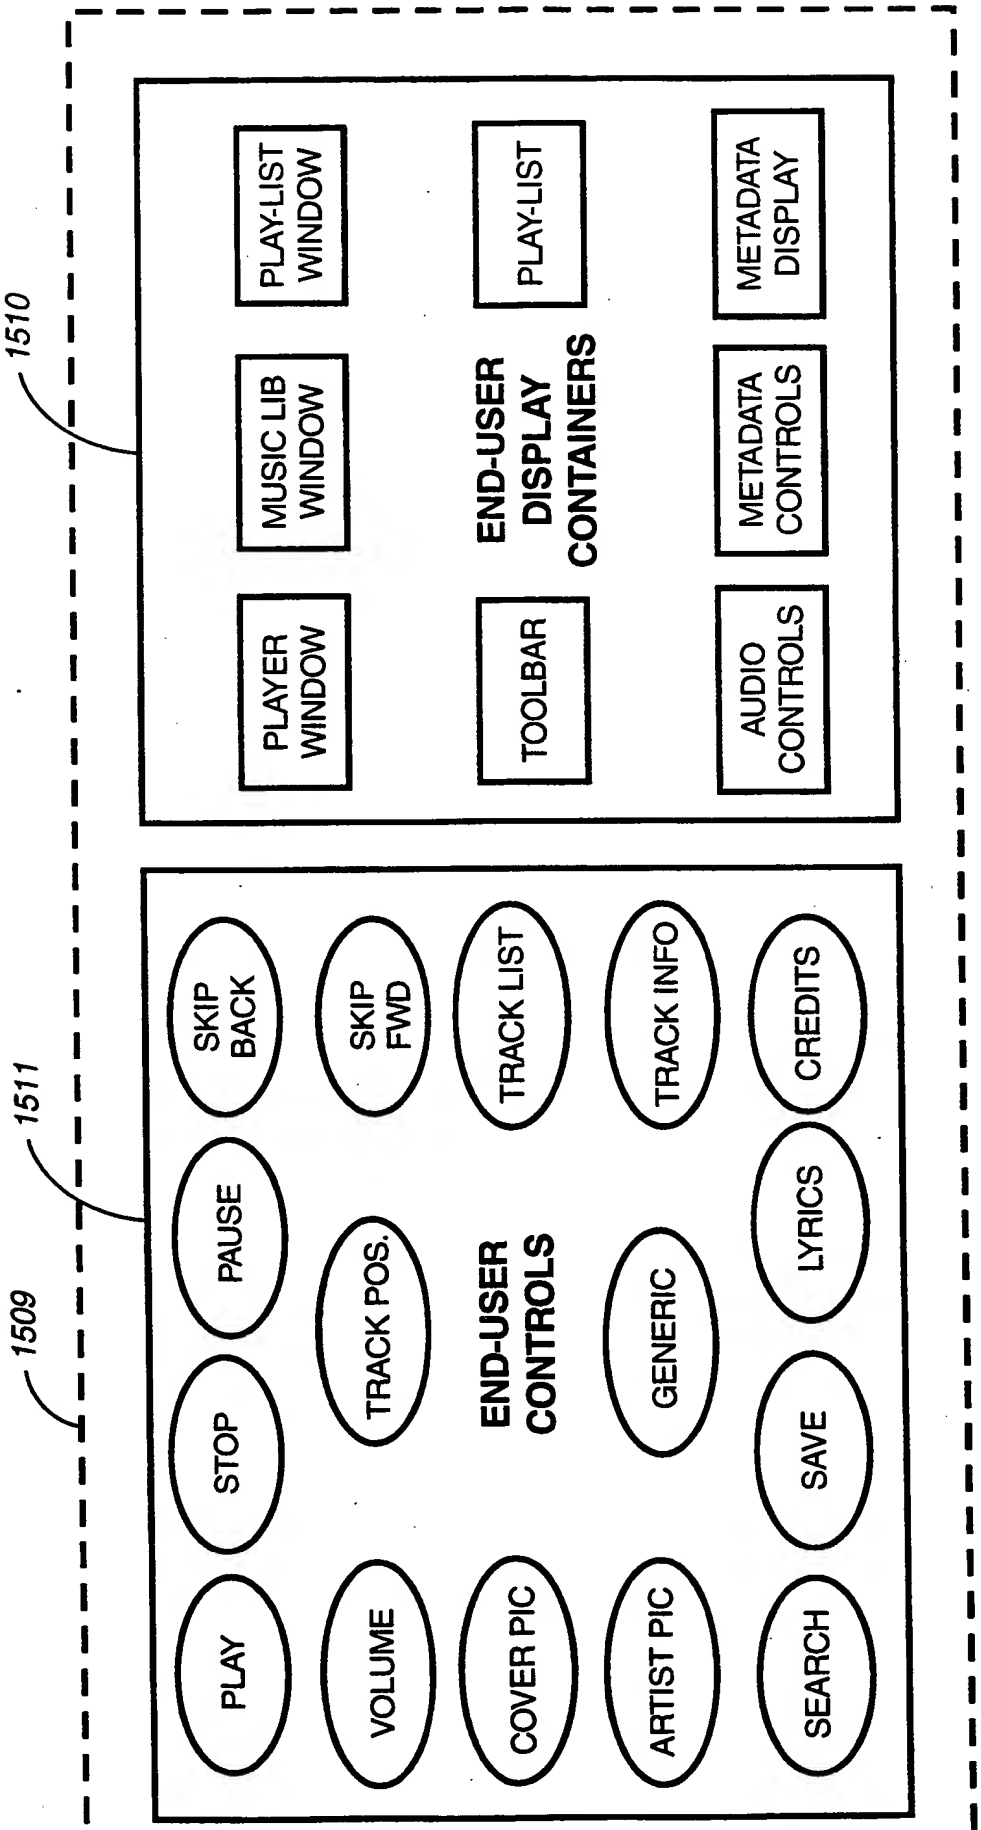 1509
1511
1510
PLAY
STOP
PAUSE
SKIP
BACK
VOLUME
TRACK POS.
SKIP
FWD
COVER PIC
END-USER
CONTROLS
TRACK LIST
ARTIST PIC
GENERIC
TRACK INFO
SEARCH
SAVE
LYRICS
CREDITS
PLAYER
WINDOW
MUSIC LIB
WINDOW
PLAY-LIST
WINDOW
TOOLBAR
END-USER
DISPLAY
CONTAINERS
PLAY-LIST
AUDIO
CONTROLS
METADATA
CONTROLS
METADATA
DISPLAY